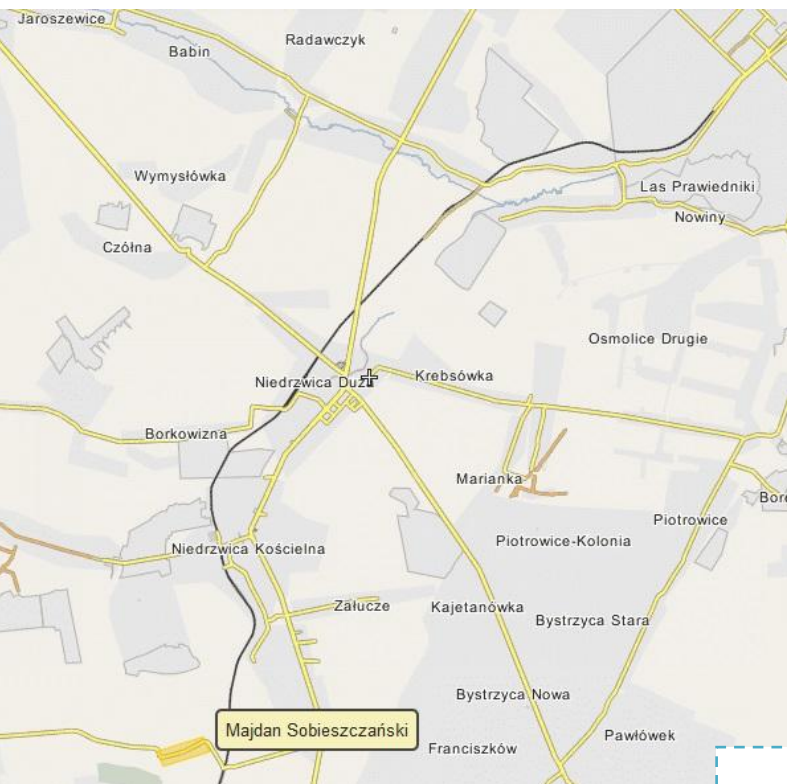 Jaroszewice
Babin
Radawczyk
Wymysłówka
Las Prawiedniki
Nowiny
Czółna
Osmolice Drugie
Niedrzwica Duża
Krebsówka
Borkowizna
Marianka
Piotrowice
Piotrowice-Kolonia
Niedrzwica Kościelna
Załucze
Kajetanówka
Bystrzyca Stara
Bystrzyca Nowa
Majdan Sobieszczański
Pawłówek
Franciszków